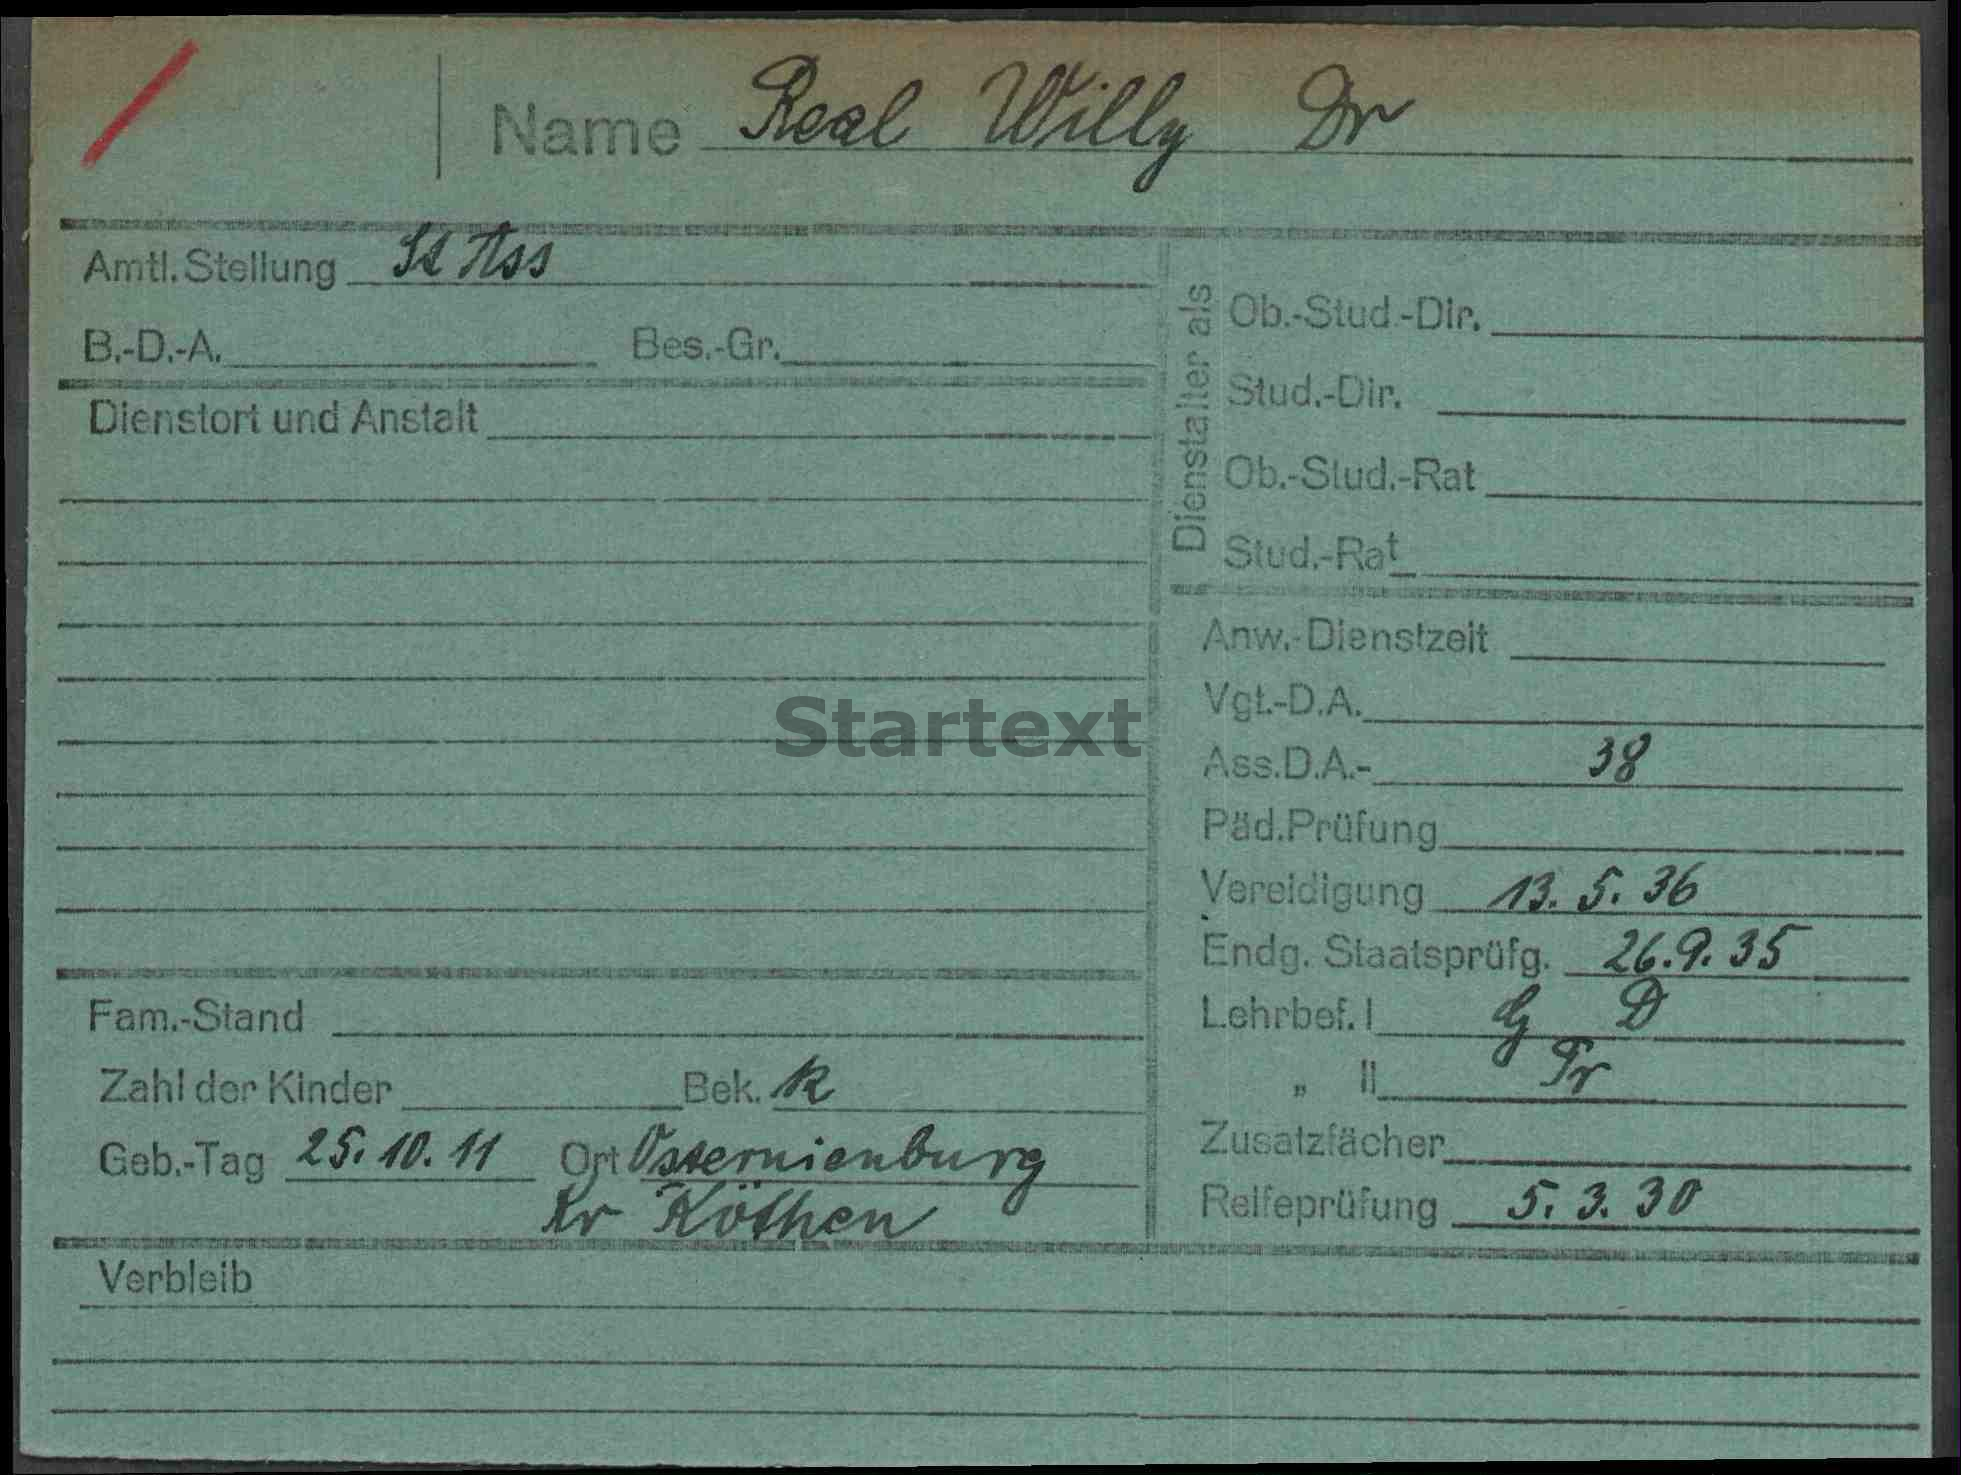 Name Real Willy Dr
Amtl. Stellung St Ass
B.-D.-A. Bes.-Gr.
Dienstort und Anstalt
Dienstalter als
Ob.-Stud.-Dir.
Stud.-Dir.
Ob.-Stud.-Rat
Stud.-Rat
Anw.-Dienstzeit
Vgt.-D.A.
Startext
Ass.D.A.- 38
Päd.Prüfung
Vereidigung 13. 5. 36
Endg. Staatsprüfg. 26. 9. 35
Lehrbef. I G D
„ II Fr
Zusatzfächer
Reifeprüfung 5. 3. 30
Fam.-Stand
Zahl der Kinder Bek. k
Geb.-Tag 25. 10. 11 Ort Osternienburg
Kr Köthen
Verbleib